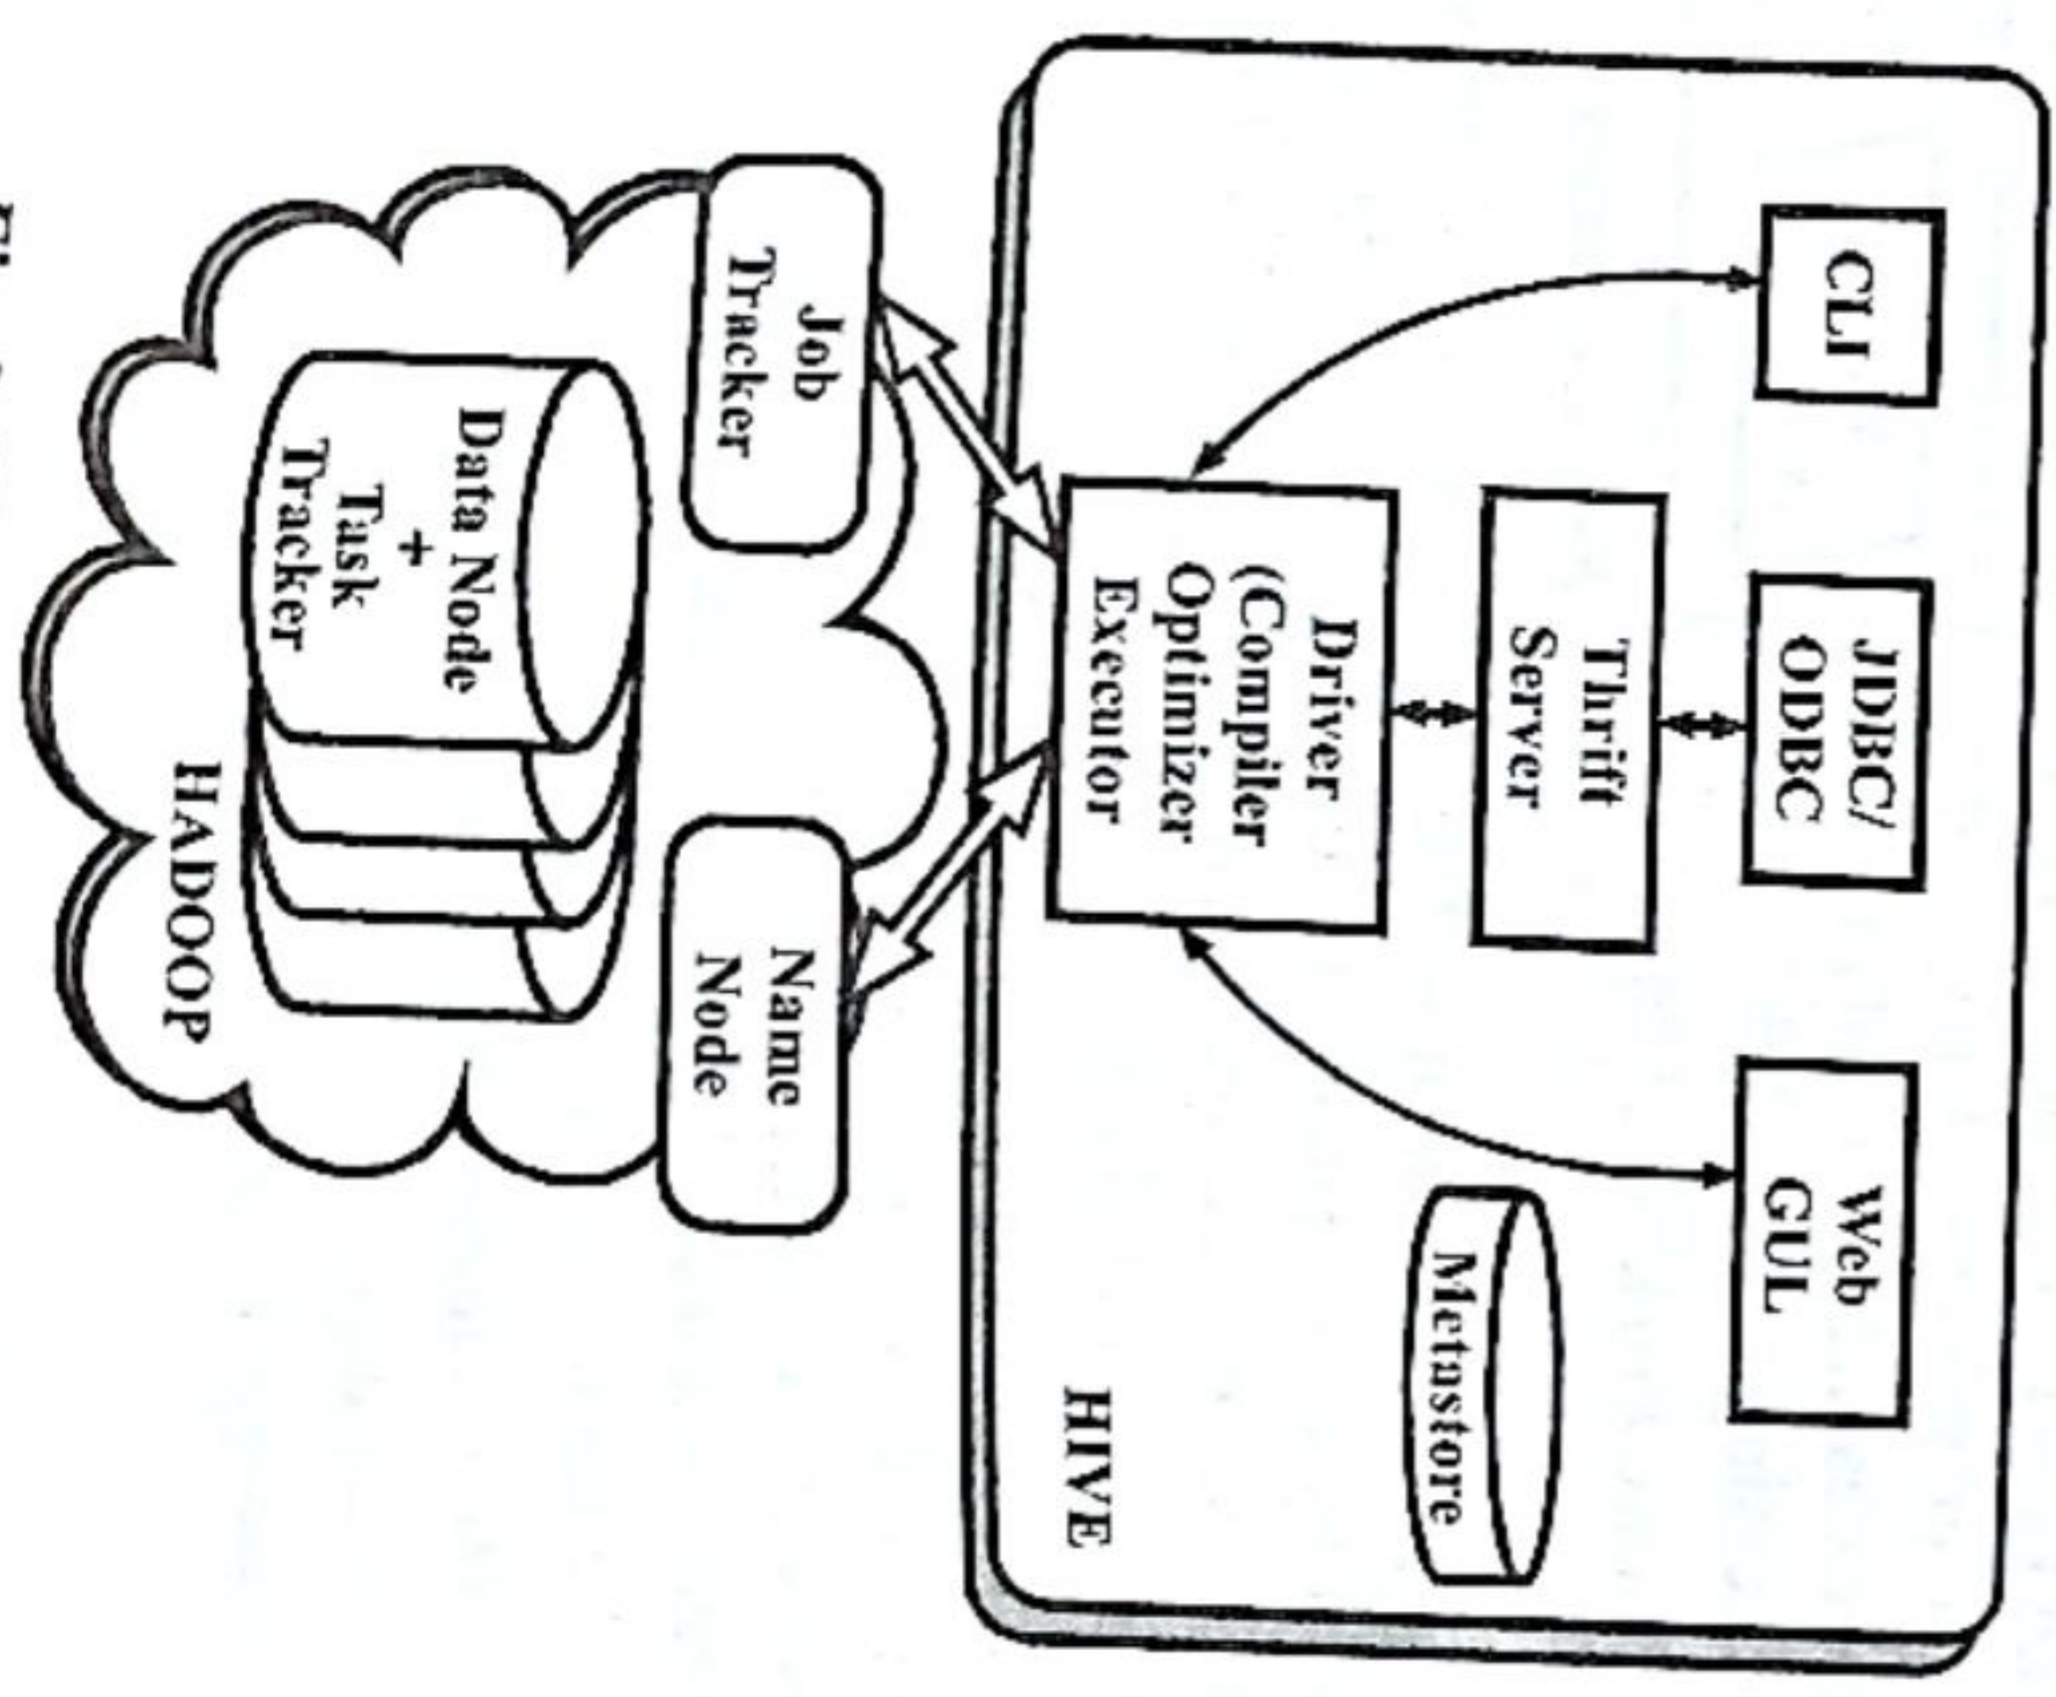 CLI
JDBC/
ODBC
Web
GUL
Thrift
Server
Metastore
Driver
(Compiler
Optimizer
Executor
HIVE
Job
Tracker
Name
Node
Data Node
+
Task
Tracker
HADOOP